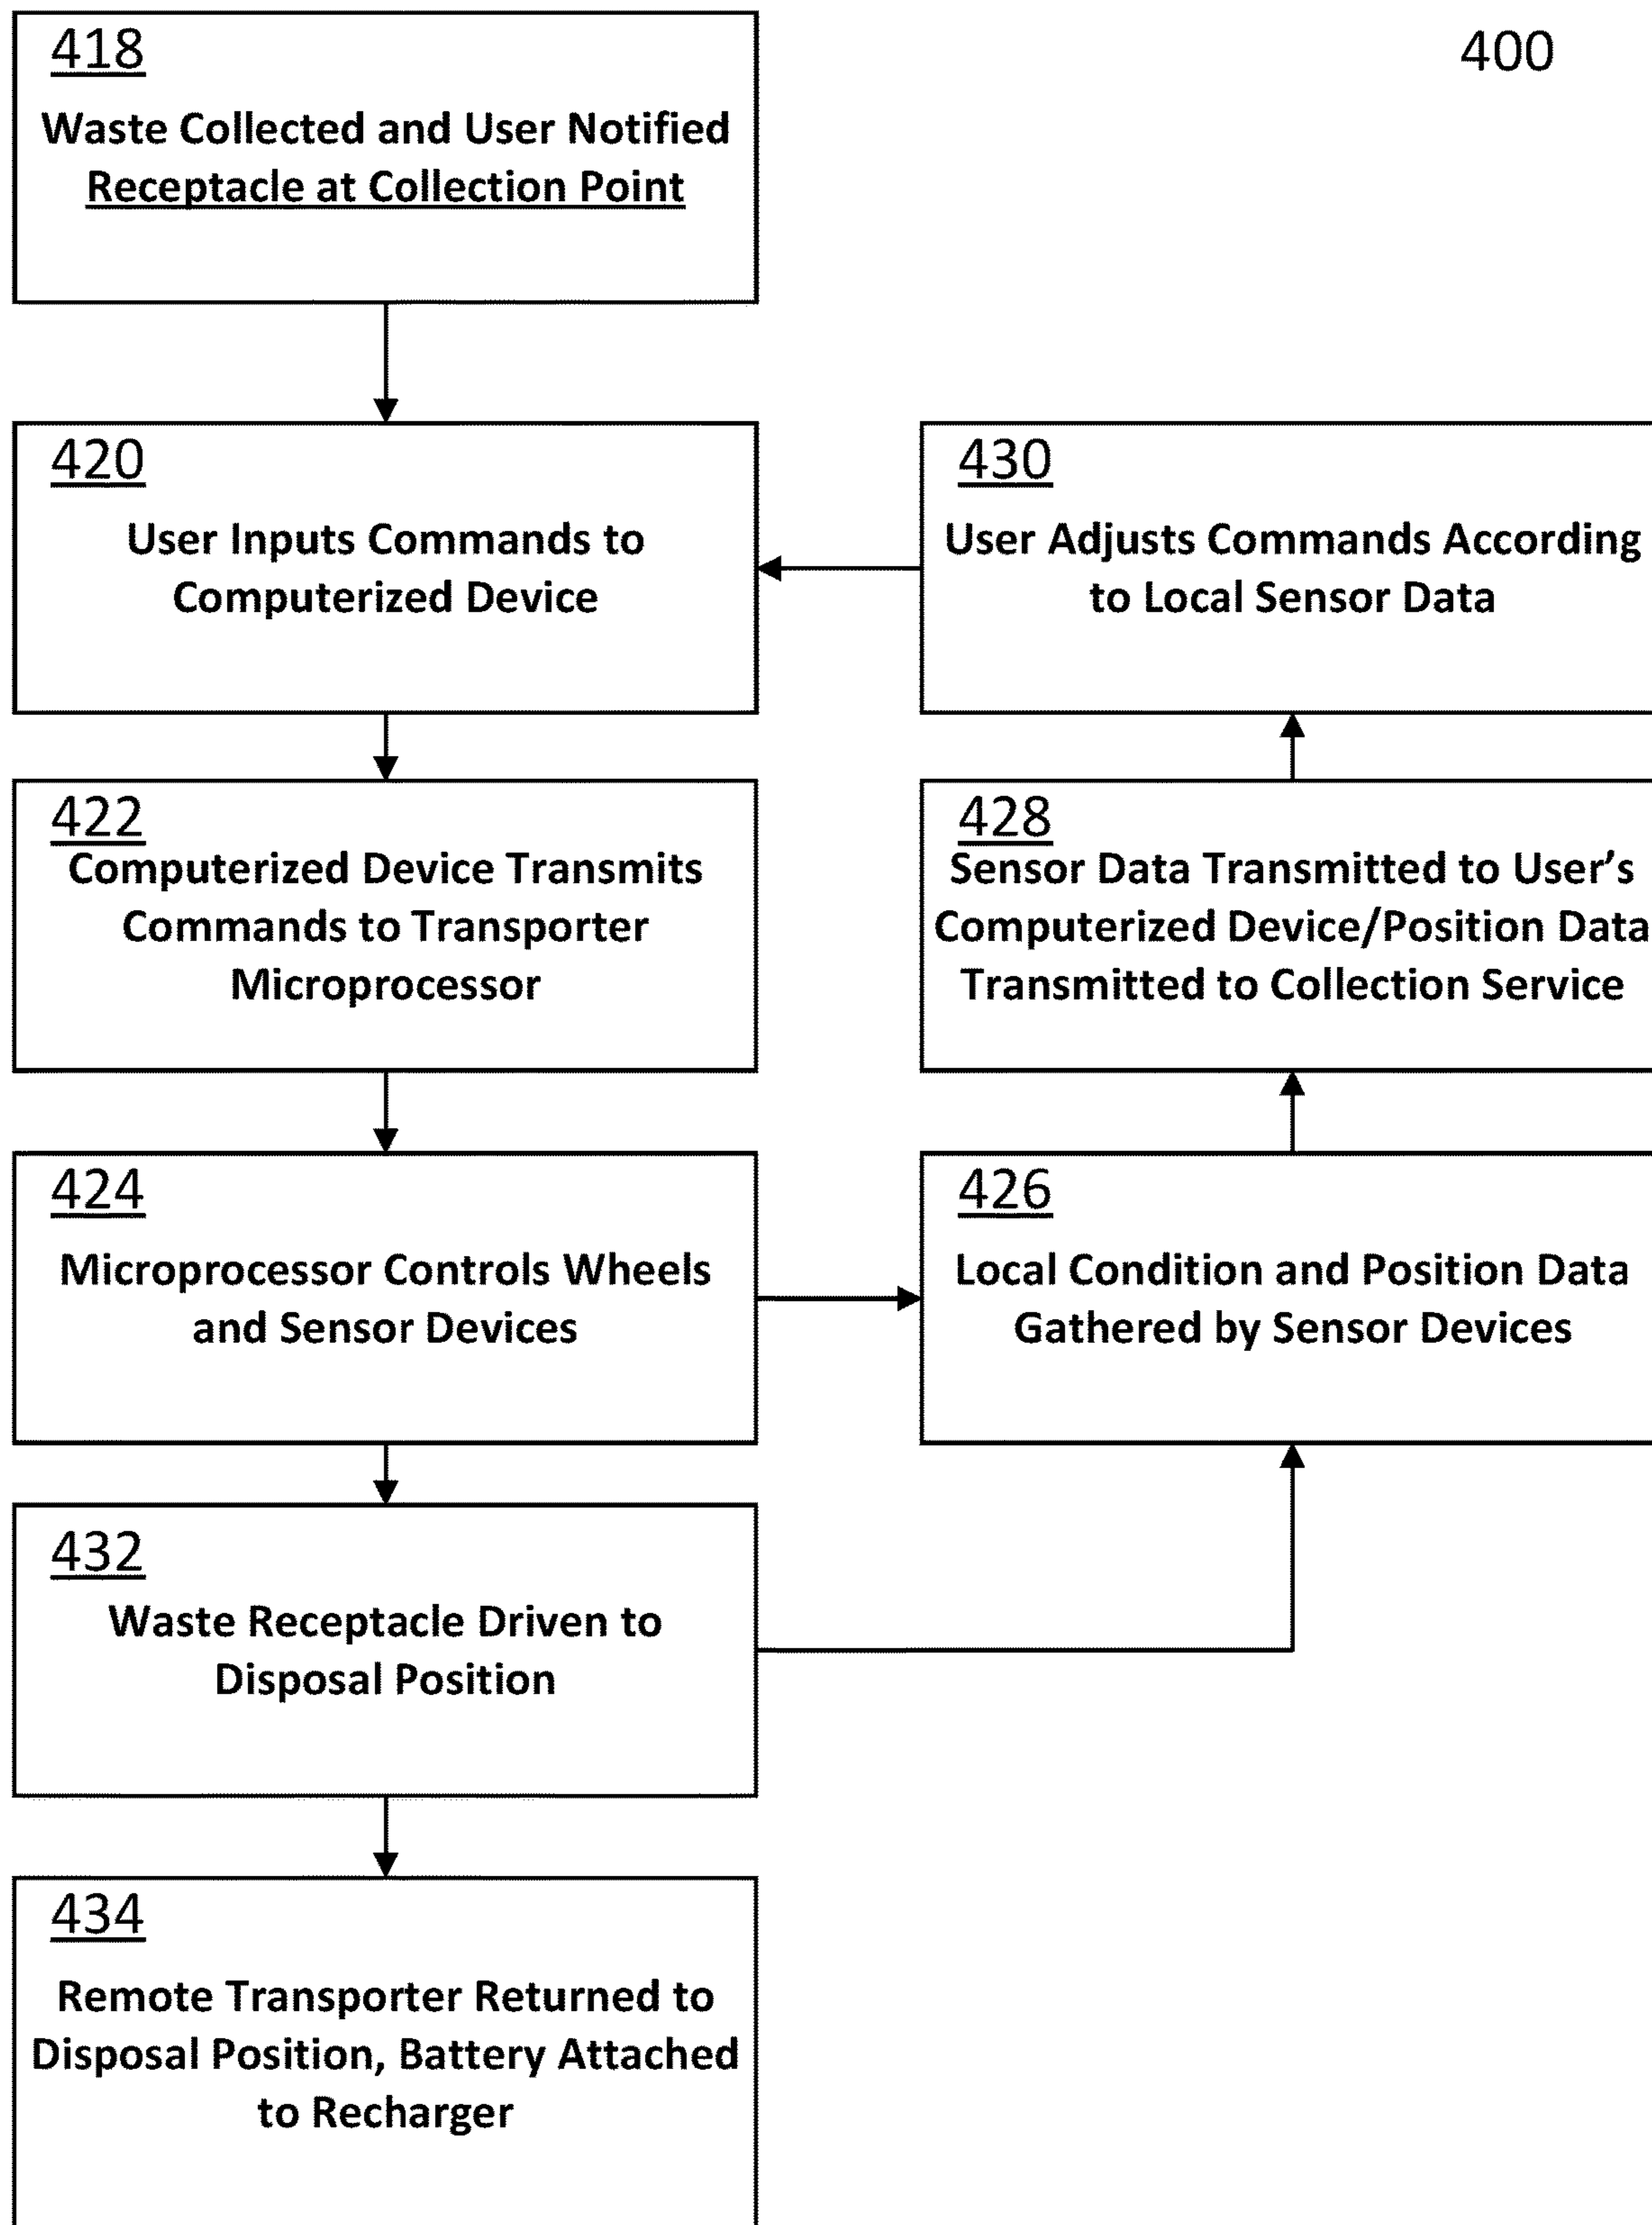 400
418
Waste Collected and User Notified
Receptacle at Collection Point
420
User Inputs Commands to
Computerized Device
430
User Adjusts Commands According
to Local Sensor Data
422
Computerized Device Transmits
Commands to Transporter
Microprocessor
428
Sensor Data Transmitted to User’s
Computerized Device/Position Data
Transmitted to Collection Service
424
Microprocessor Controls Wheels
and Sensor Devices
426
Local Condition and Position Data
Gathered by Sensor Devices
432
Waste Receptacle Driven to
Disposal Position
434
Remote Transporter Returned to
Disposal Position, Battery Attached
to Recharger